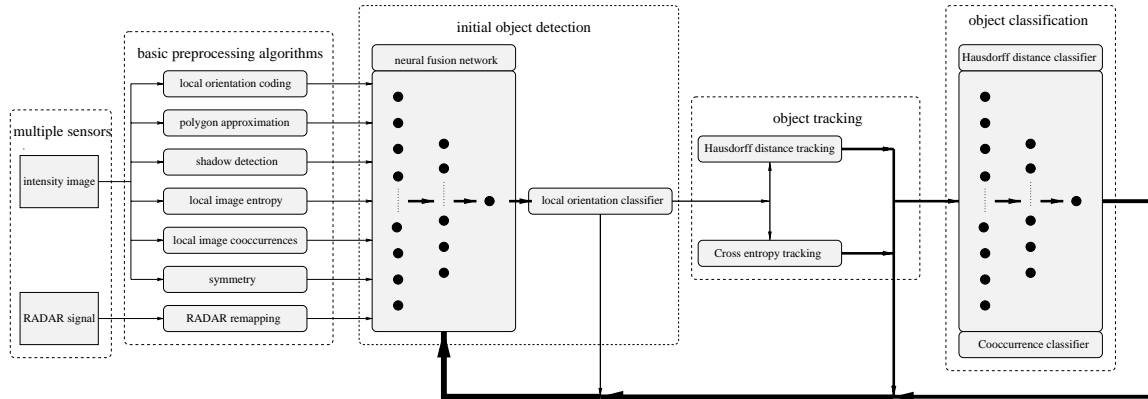 initial object detection
object classification
basic preprocessing algorithms
neural fusion network
Hausdorff distance classifier
local orientation coding
polygon approximation
object tracking
multiple sensors
Hausdorff distance tracking
shadow detection
intensity image
local image entropy
local orientation classifier
local image cooccurrences
Cross entropy tracking
symmetry
RADAR signal
RADAR remapping
Cooccurrence classifier